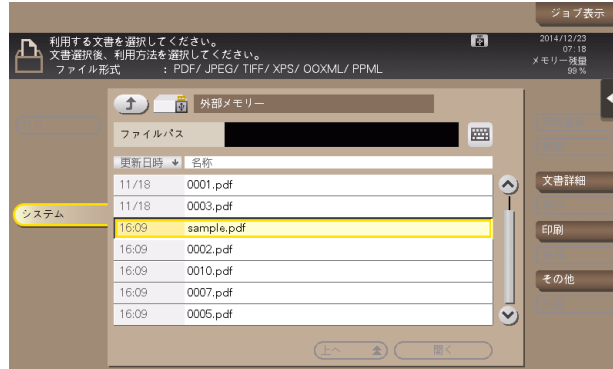 ジョブ表示
利用する文書を選択してください。
文書選択後、利用方法を選択してください。
ファイル形式 : PDF/ JPEG/ TIFF/ XPS/ OOXML/ PPML
2014/12/23
07:18
メモリー残量
99 %
外部メモリー
ファイルパス
更新日時 名称
11/18 0001.pdf
11/18 0003.pdf
16:09 sample.pdf
16:09 0002.pdf
16:09 0010.pdf
16:09 0007.pdf
16:09 0005.pdf
上へ 開く
システム
文書詳細
印刷
その他